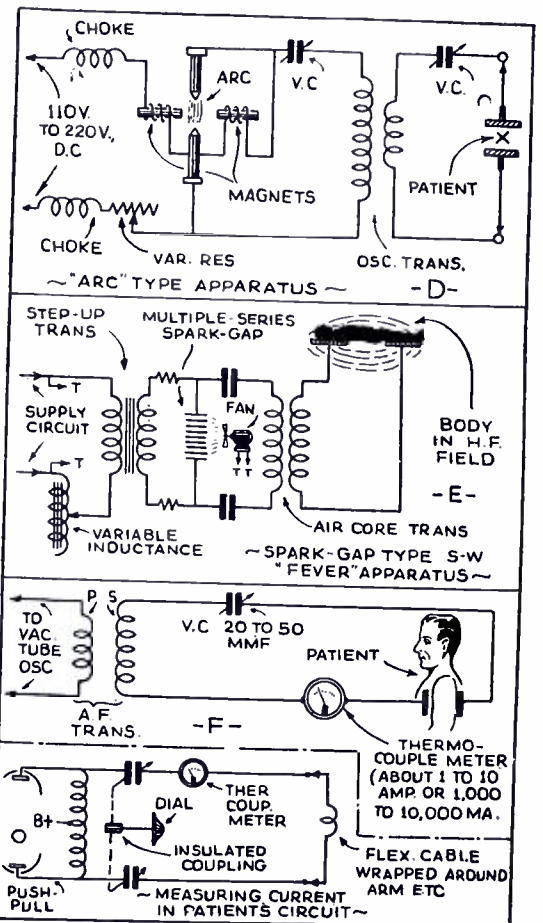 CHOKE
110V.
TO 220V.,
D.C
ARC
V.C
V.C.
PATIENT
MAGNETS
CHOKE
VAR. RES
OSC. TRANS.
~"ARC" TYPE APPARATUS~
-D-
STEP-UP
TRANS
MULTIPLE-SERIES
SPARK-GAP
T
SUPPLY
CIRCUIT
T
FAN
T T
BODY
IN H.F.
FIELD
-E-
VARIABLE
INDUCTANCE
AIR CORE TRANS
~SPARK-GAP TYPE S-W
"FEVER" APPARATUS~
TO
VAC.
TUBE
OSC
P S
V.C 20 TO 50
MMF
PATIENT
A.F.
TRANS.
-F-
THERMO-
COUPLE METER
(ABOUT 1 TO 10
AMP. OR 1,000
TO 10,000 MA.
B+
THER
COUP.
METER
DIAL
INSULATED
COUPLING
FLEX. CABLE
WRAPPED AROUND
ARM ETC
PUSH-
PULL
~MEASURING CURRENT
IN PATIENT'S CIRCUIT~